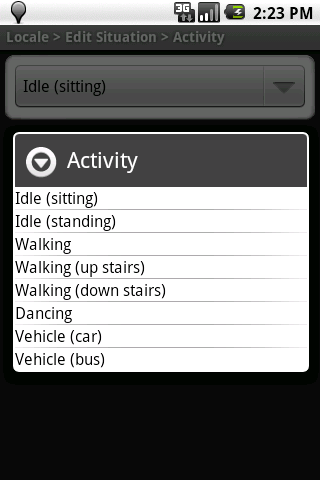 3G
2:23 PM
Locale > Edit Situation > Activity
Idle (sitting)
Activity
Idle (sitting)
Idle (standing)
Walking
Walking (up stairs)
Walking (down stairs)
Dancing
Vehicle (car)
Vehicle (bus)